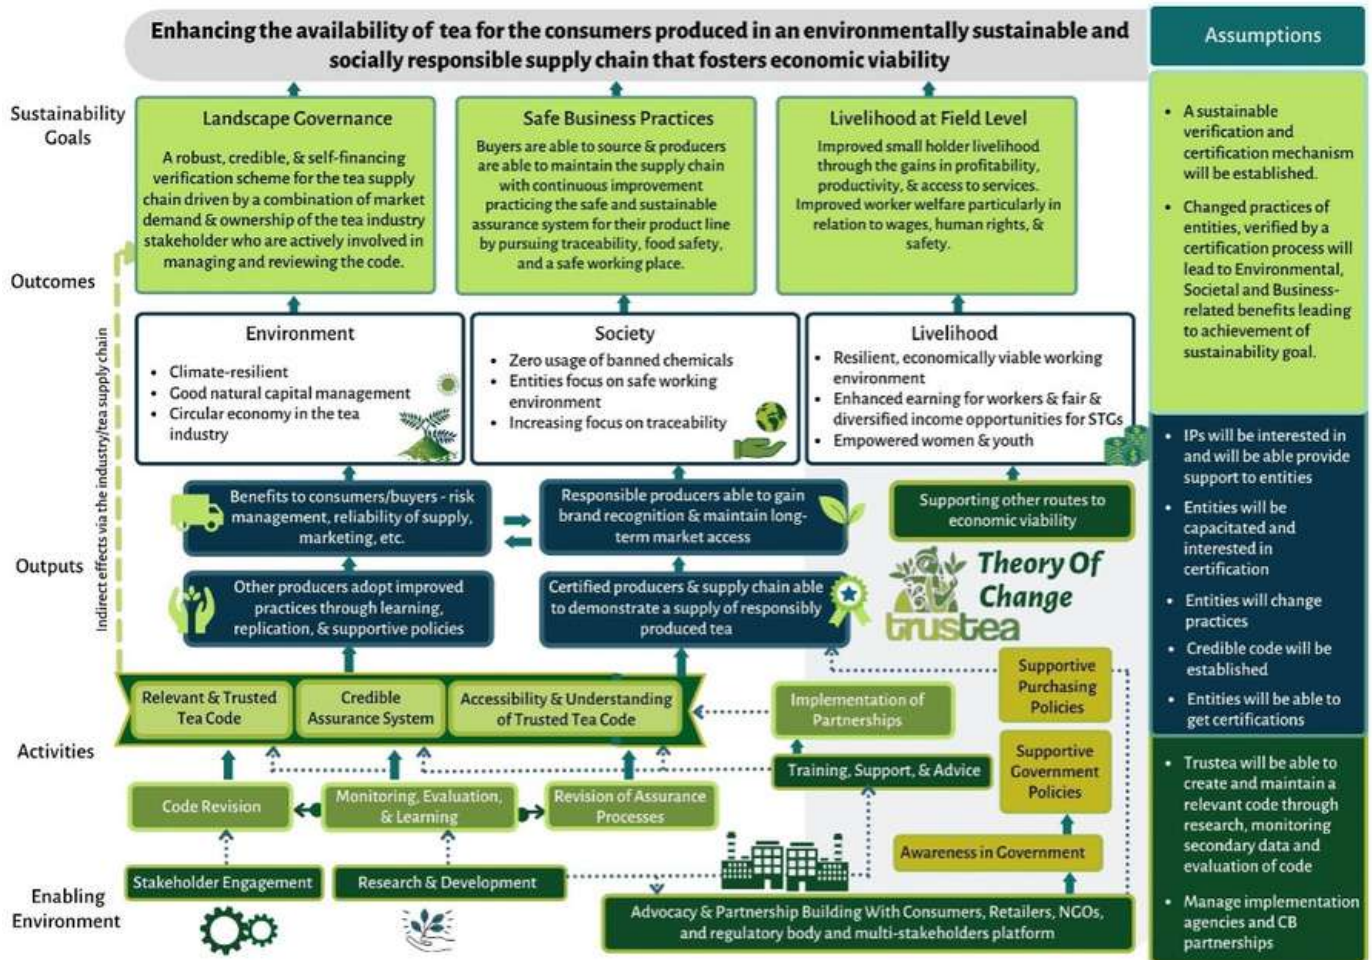 Enhancing the availability of tea for the consumers produced in an environmentally sustainable and
socially responsible supply chain that fosters economic viability
Assumptions
Sustainability
Goals
Landscape Governance
A robust, credible, & self-financing
verification scheme for the tea supply
chain driven by a combination of market
demand & ownership of the tea industry
stakeholder who are actively involved in
managing and reviewing the code.
Safe Business Practices
Buyers are able to source & producers
are able to maintain the supply chain
with continuous improvement
practicing the safe and sustainable
assurance system for their product line
by pursuing traceability, food safety,
and a safe working place.
Livelihood at Field Level
Improved small holder livelihood
through the gains in profitability,
productivity, & access to services.
Improved worker welfare particularly in
relation to wages, human rights, &
safety.
• A sustainable
verification and
certification mechanism
will be established.
• Changed practices of
entities, verified by a
certification process will
lead to Environmental,
Societal and Business-
related benefits leading
to achievement of
sustainability goal.
Outcomes
Environment
• Climate-resilient
• Good natural capital management
• Circular economy in the tea
industry
Society
• Zero usage of banned chemicals
• Entities focus on safe working
environment
• Increasing focus on traceability
Livelihood
• Resilient, economically viable working
environment
• Enhanced earning for workers & fair &
diversified income opportunities for STGs
• Empowered women & youth
Indirect effects via the industry/tea supply chain
Outputs
Benefits to consumers/buyers - risk
management, reliability of supply,
marketing, etc.
Responsible producers able to gain
brand recognition & maintain long-
term market access
Supporting other routes to
economic viability
Other producers adopt improved
practices through learning,
replication, & supportive policies
Certified producers & supply chain able
to demonstrate a supply of responsibly
produced tea
Theory Of
Change
trustea
• IPs will be interested in
and will be able provide
support to entities
• Entities will be
capacitated and
interested in
certification
• Entities will change
practices
• Credible code will be
established
• Entities will be able to
get certifications
Activities
Relevant & Trusted
Tea Code
Credible
Assurance System
Accessibility & Understanding
of Trusted Tea Code
Implementation of
Partnerships
Supportive
Purchasing
Policies
Training, Support, & Advice
Supportive
Government
Policies
Code Revision
Monitoring, Evaluation,
& Learning
Revision of Assurance
Processes
Awareness in Government
Enabling
Environment
Stakeholder Engagement
Research & Development
Advocacy & Partnership Building With Consumers, Retailers, NGOs,
and regulatory body and multi-stakeholders platform
• Trustea will be able to
create and maintain a
relevant code through
research, monitoring
secondary data and
evaluation of code
• Manage implementation
agencies and CB
partnerships